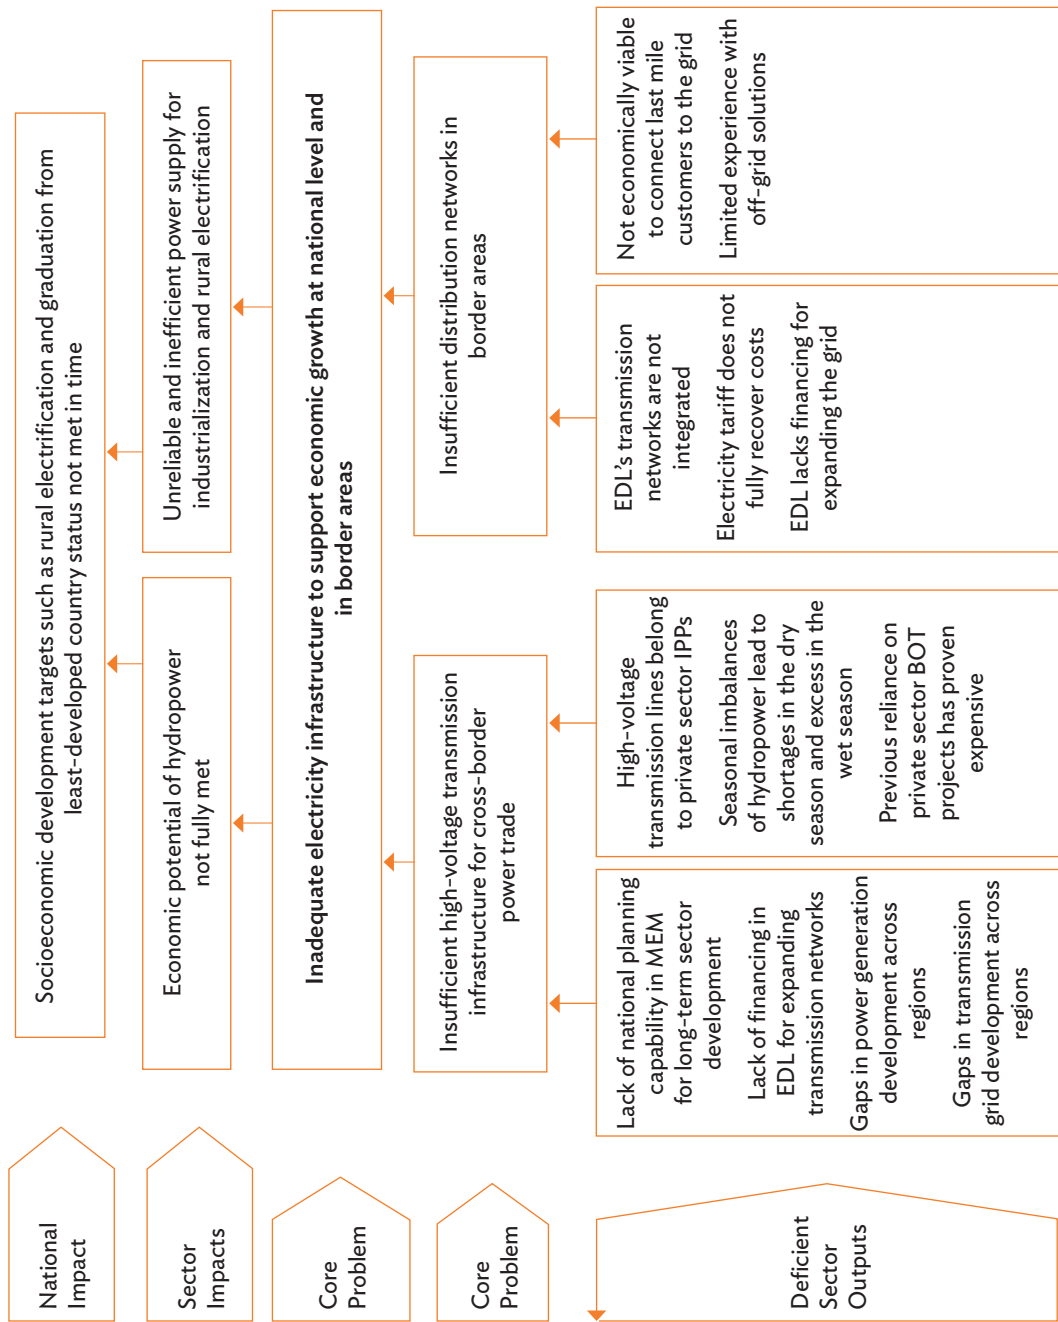 National
Impact
Socioeconomic development targets such as rural electrification and graduation from
least-developed country status not met in time
Sector
Impacts
Economic potential of hydropower
not fully met
Unreliable and inefficient power supply for
industrialization and rural electrification
Core
Problem
Inadequate electricity infrastructure to support economic growth at national level and
in border areas
Core
Problem
Insufficient high-voltage transmission
infrastructure for cross-border
power trade
Insufficient distribution networks in
border areas
Deficient
Sector
Outputs
Lack of national planning
capability in MEM
for long-term sector
development
Lack of financing in
EDL for expanding
transmission networks
Gaps in power generation
development across
regions
Gaps in transmission
grid development across
regions
High-voltage
transmission lines belong
to private sector IPPs
Seasonal imbalances
of hydropower lead to
shortages in the dry
season and excess in the
wet season
Previous reliance on
private sector BOT
projects has proven
expensive
EDL’s transmission
networks are not
integrated
Electricity tariff does not
fully recover costs
EDL lacks financing for
expanding the grid
Not economically viable
to connect last mile
customers to the grid
Limited experience with
off-grid solutions